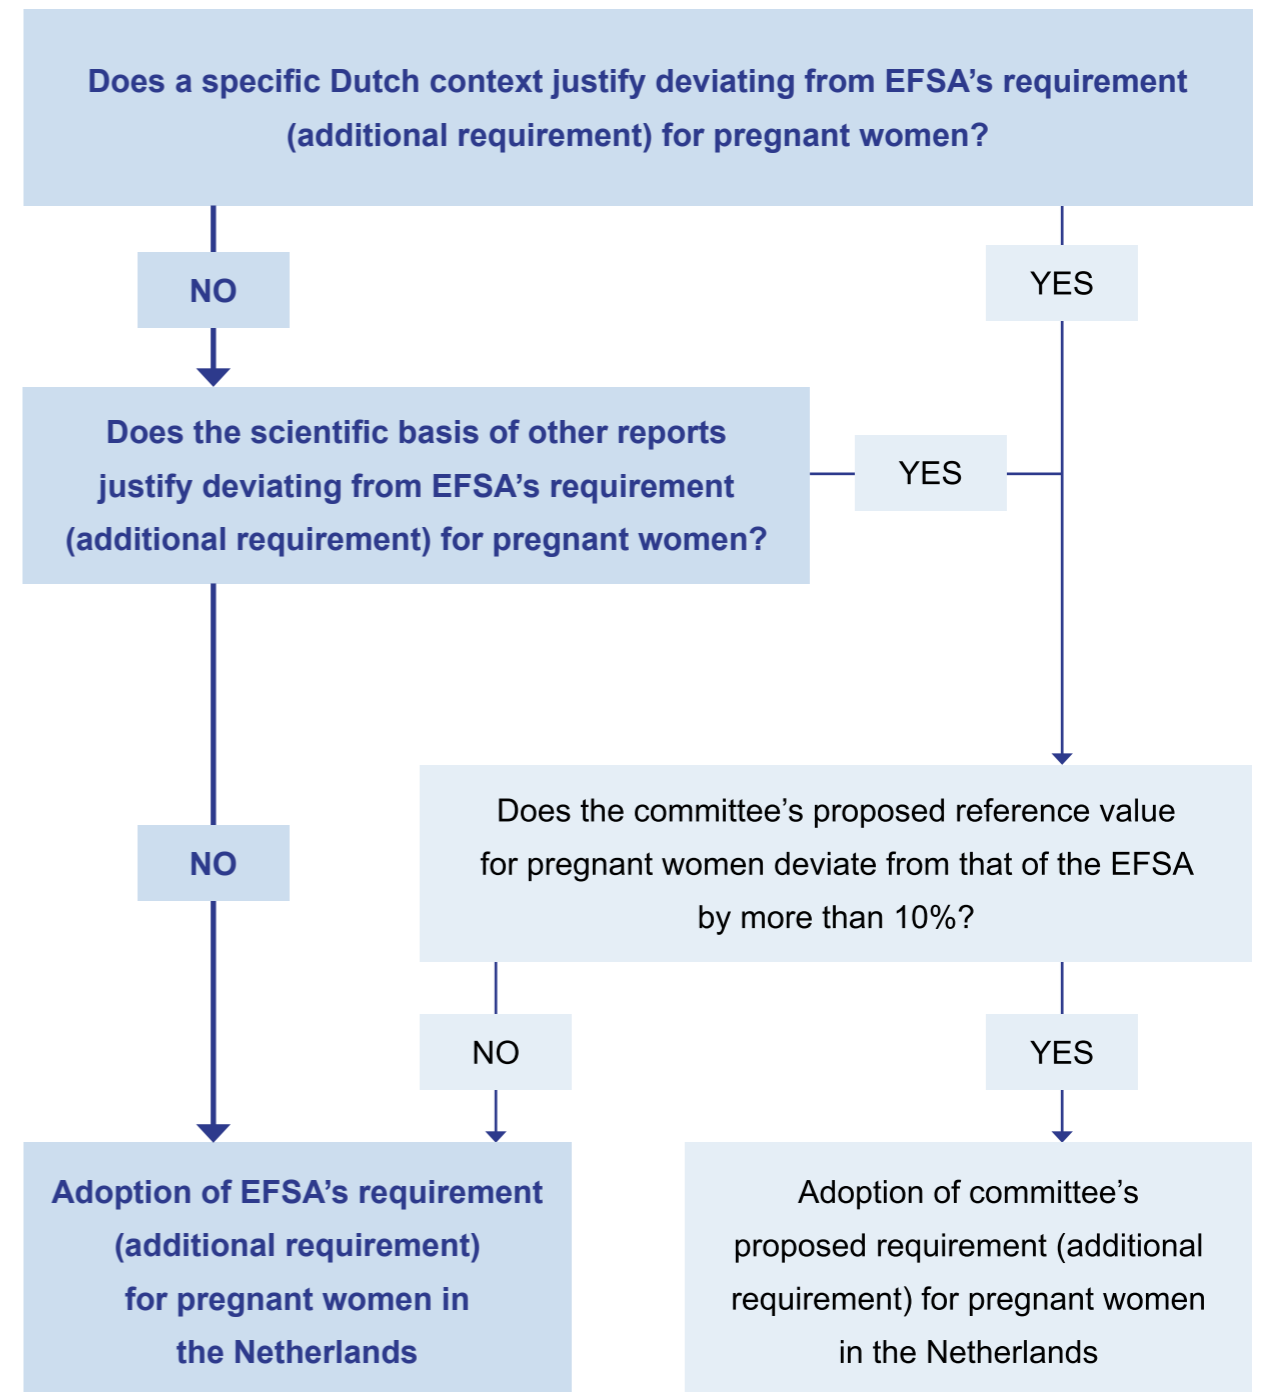 Does a specific Dutch context justify deviating from EFSA’s requirement
(additional requirement) for pregnant women?
NO
YES
Does the scientific basis of other reports
justify deviating from EFSA’s requirement
(additional requirement) for pregnant women?
YES
Does the committee’s proposed reference value
for pregnant women deviate from that of the EFSA
by more than 10%?
NO
NO
YES
Adoption of EFSA’s requirement
(additional requirement)
for pregnant women in
the Netherlands
Adoption of committee’s
proposed requirement (additional
requirement) for pregnant women
in the Netherlands